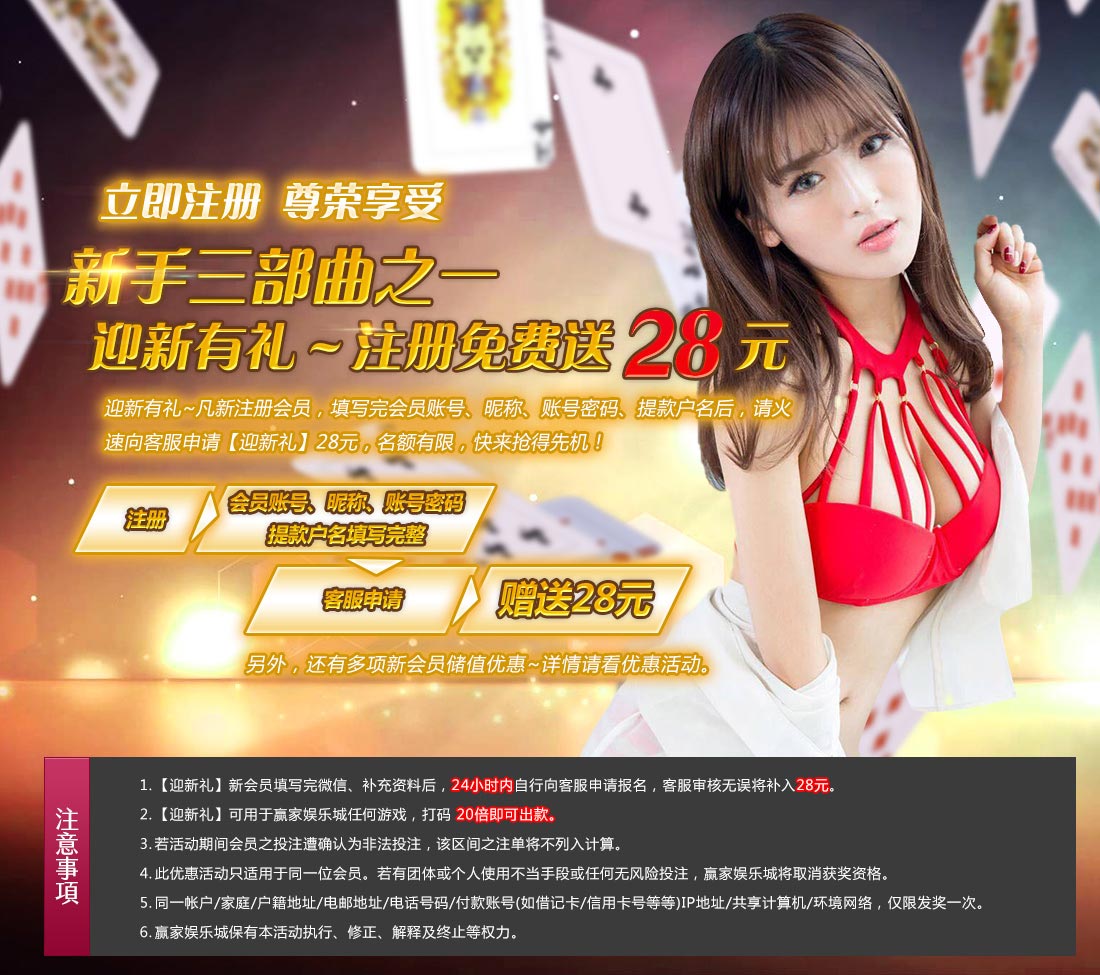 立即注册 尊荣享受
新手三部曲之一
迎新有礼~注册免费送28元
迎新有礼~凡新注册会员，填写完会员账号、昵称、账号密码、提款户名后，请火
速向客服申请【迎新礼】28元，名额有限，快来抢得先机！
注册
会员账号、昵称、账号密码
提款户名填写完整
客服申请
赠送28元
另外，还有多项新会员储值优惠~详情请看优惠活动。
注意事項
1.【迎新礼】新会员填写完微信、补充资料后，24小时内自行向客服申请报名，客服审核无误将补入28元。
2.【迎新礼】可用于赢家娱乐城任何游戏，打码 20倍即可出款。
3.若活动期间会员之投注遭确认为非法投注，该区间之注单将不列入计算。
4.此优惠活动只适用于同一位会员。若有团体或个人使用不当手段或任何无风险投注，赢家娱乐城将取消获奖资格。
5.同一帐户/家庭/户籍地址/电邮地址/电话号码/付款账号(如借记卡/信用卡号等等)IP地址/共享计算机/环境网络，仅限发奖一次。
6.赢家娱乐城保有本活动执行、修正、解释及终止等权力。